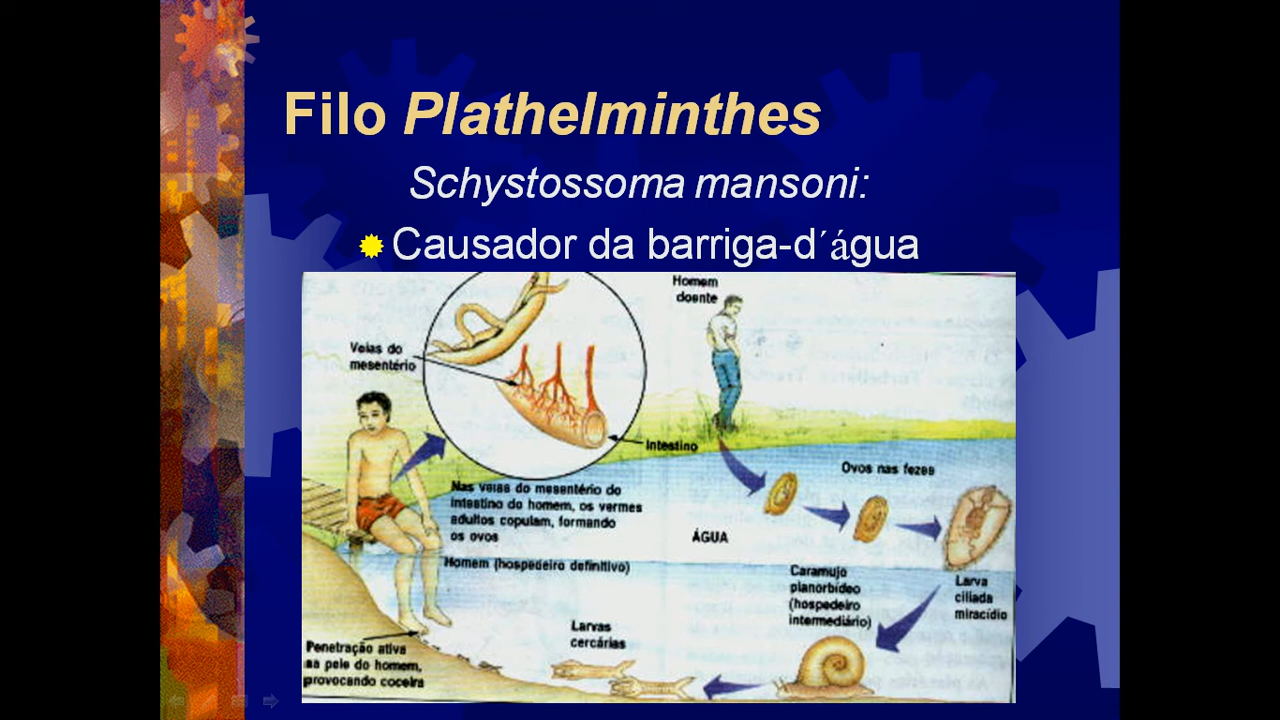 Filo Plathelminthes
Schystossoma mansoni:
Causador da barriga-d´água
Homem
doente
Veias do
mesentério
Intestino
Ovos nas fezes
Nas veias do mesentério do
intestino do homem, os vermes
adultos copulam, formando
os ovos
ÁGUA
Homem (hospedeiro definitivo)
Caramujo
planorbídeo
(hospedeiro
intermediário)
Larva
ciliada
miracídio
Larvas
cercárias
Penetração ativa
na pele do homem,
provocando coceira